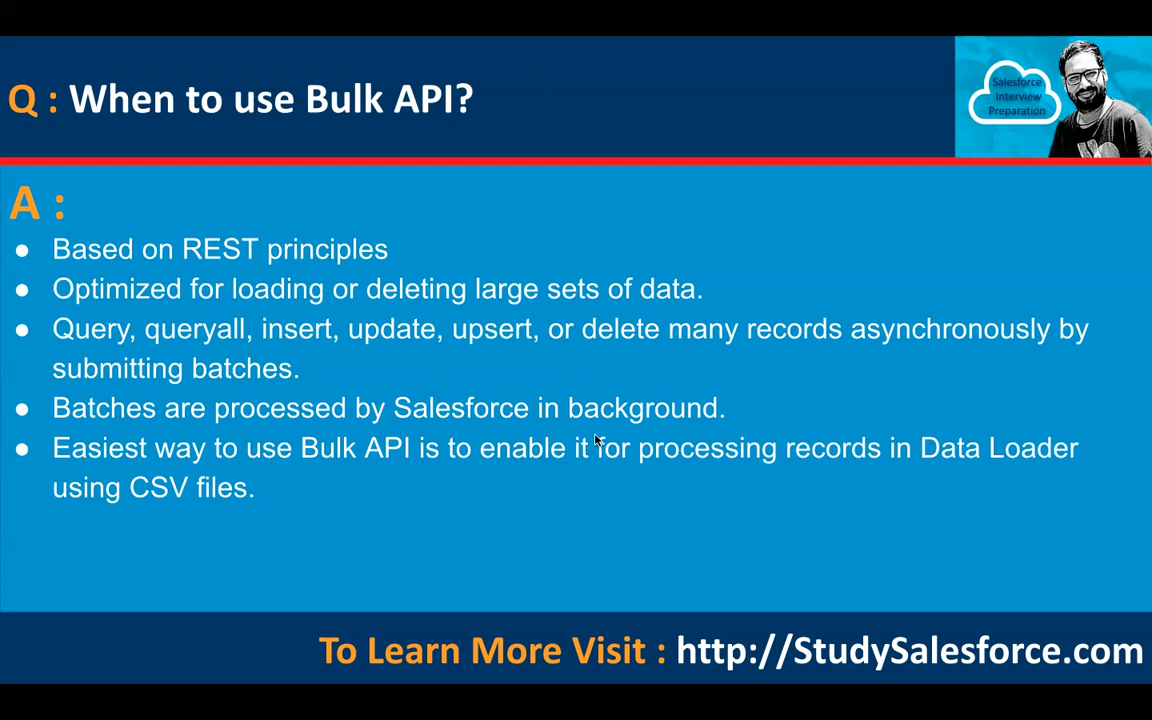 Q : When to use Bulk API?
Salesforce
Interview
Preparation
A :
● Based on REST principles
● Optimized for loading or deleting large sets of data.
● Query, queryall, insert, update, upsert, or delete many records asynchronously by
submitting batches.
● Batches are processed by Salesforce in background.
● Easiest way to use Bulk API is to enable it for processing records in Data Loader
using CSV files.
To Learn More Visit : http://StudySalesforce.com